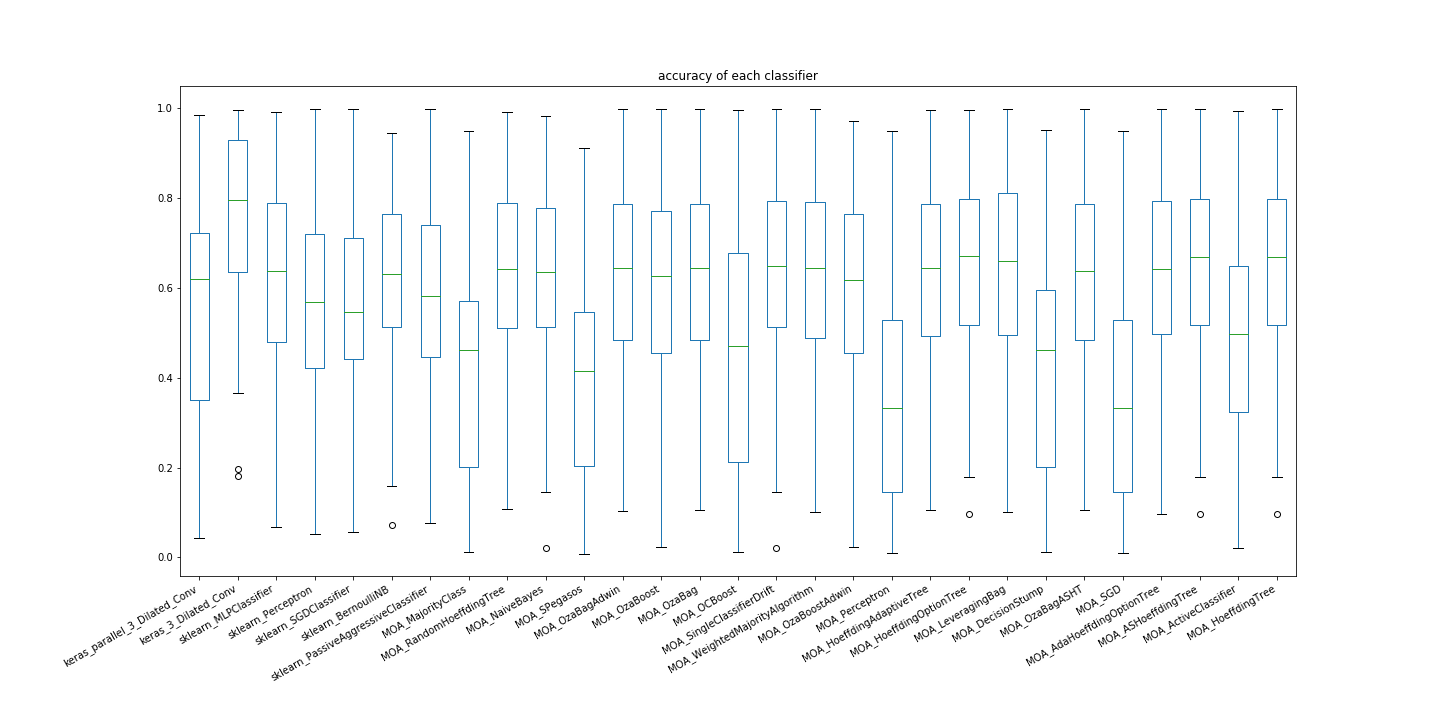 accuracy of each classifier
1.0
0.8
0.6
0.4
0.2
0.0
keras_parallel_3_Dilated_Conv
keras_3_Dilated_Conv
sklearn_MLPClassifier
sklearn_Perceptron
sklearn_SGDClassifier
sklearn_BernoulliNB
sklearn_PassiveAggressiveClassifier
MOA_MajorityClass
MOA_RandomHoeffdingTree
MOA_NaiveBayes
MOA_SPegasos
MOA_OzaBagAdwin
MOA_OzaBoost
MOA_OzaBag
MOA_OCBoost
MOA_SingleClassifierDrift
MOA_WeightedMajorityAlgorithm
MOA_OzaBoostAdwin
MOA_Perceptron
MOA_HoeffdingAdaptiveTree
MOA_HoeffdingOptionTree
MOA_LeveragingBag
MOA_DecisionStump
MOA_OzaBagASHT
MOA_SGD
MOA_AdaHoeffdingOptionTree
MOA_ASHoeffdingTree
MOA_ActiveClassifier
MOA_HoeffdingTree